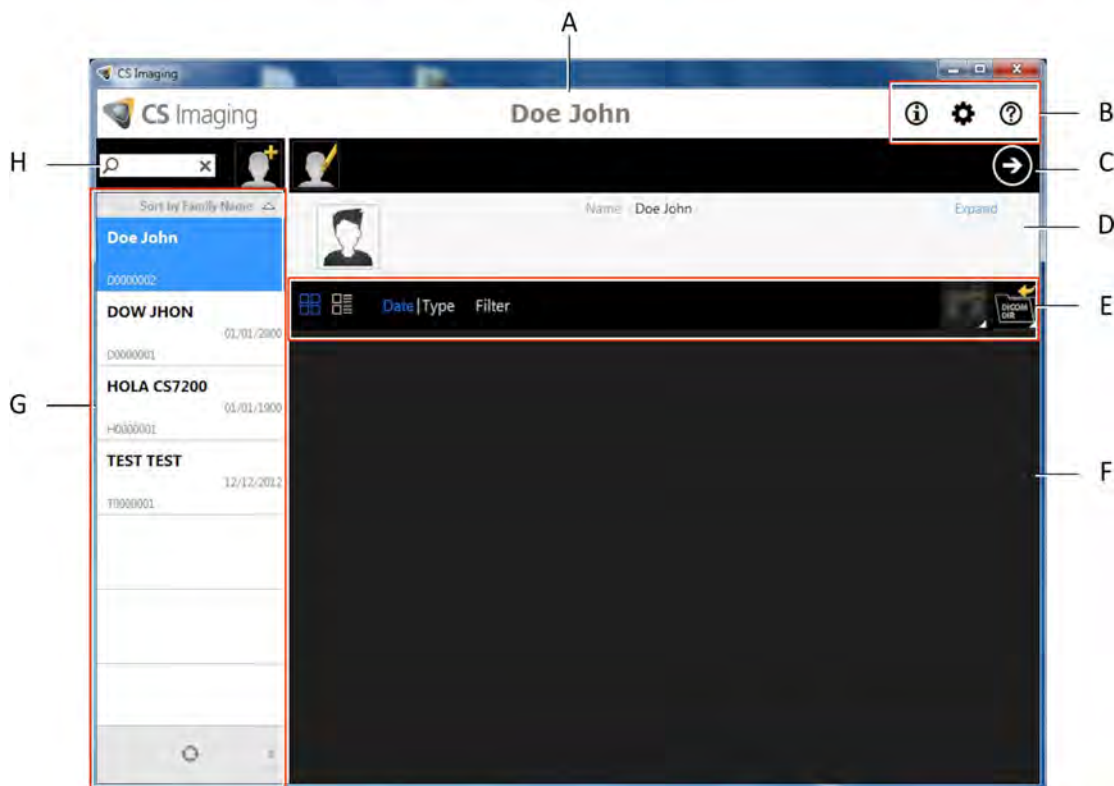 A
CS Imaging
CS Imaging
Doe John
B
H
C
Sort by Family Name
Name Doe John
Expand
D
Doe John
D0000002
Date|Type Filter
DICOM
DIR
E
DOW JHON
01/01/2000
D0000001
G
HOLA CS7200
01/01/1900
H0000001
TEST TEST
12/12/2012
T0000001
F